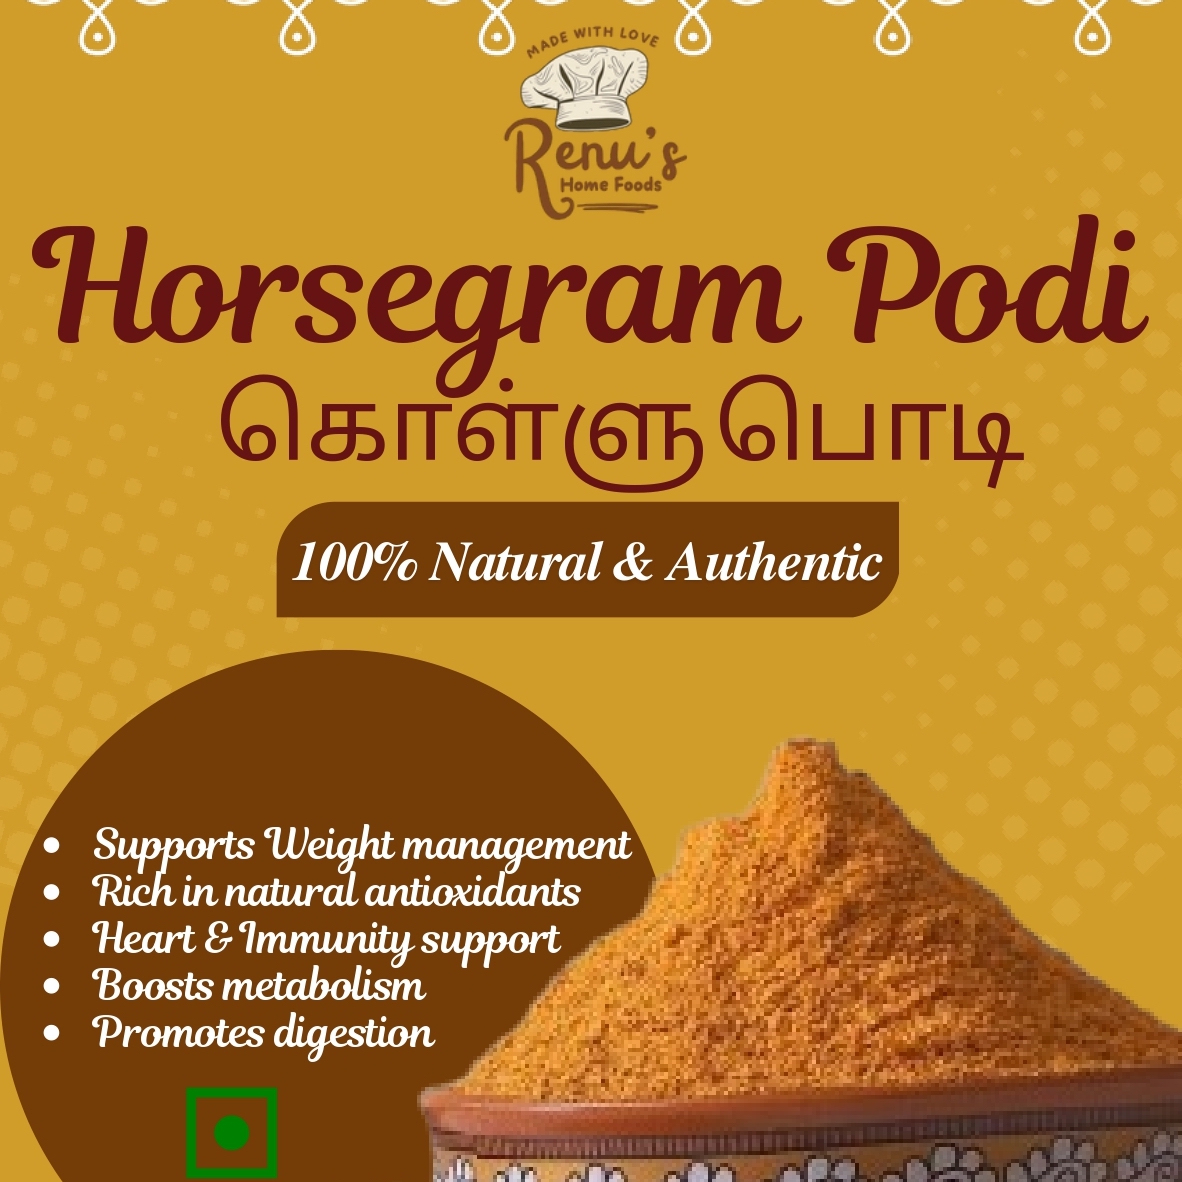 MADE WITH LOVE
Renu's
Home Foods
Horsegram Podi
கொள்ளுபொடி
100% Natural & Authentic
• Supports Weight management
• Rich in natural antioxidants
• Heart & Immunity support
• Boosts metabolism
• Promotes digestion